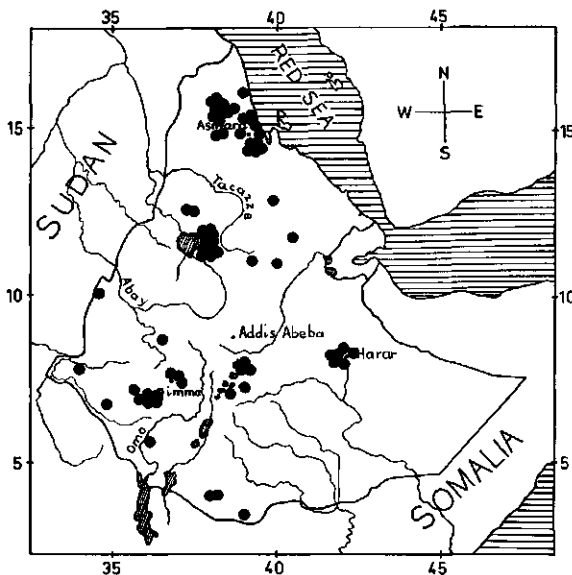 35
40
45
RED SEA
N
W E
S
15
15
Asmara
SUDAN
Tacazze
10
10
Abay
Addis Abeba
Harar
Jimma
Omo
5
5
SOMALIA
35
40
45